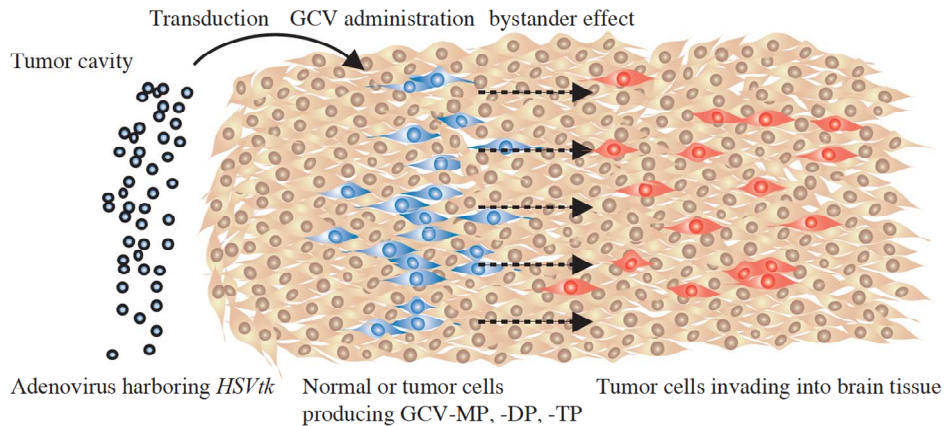 Transduction GCV administration bystander effect
Tumor cavity
Adenovirus harboring HSVtk
Normal or tumor cells
producing GCV-MP, -DP, -TP
Tumor cells invading into brain tissue